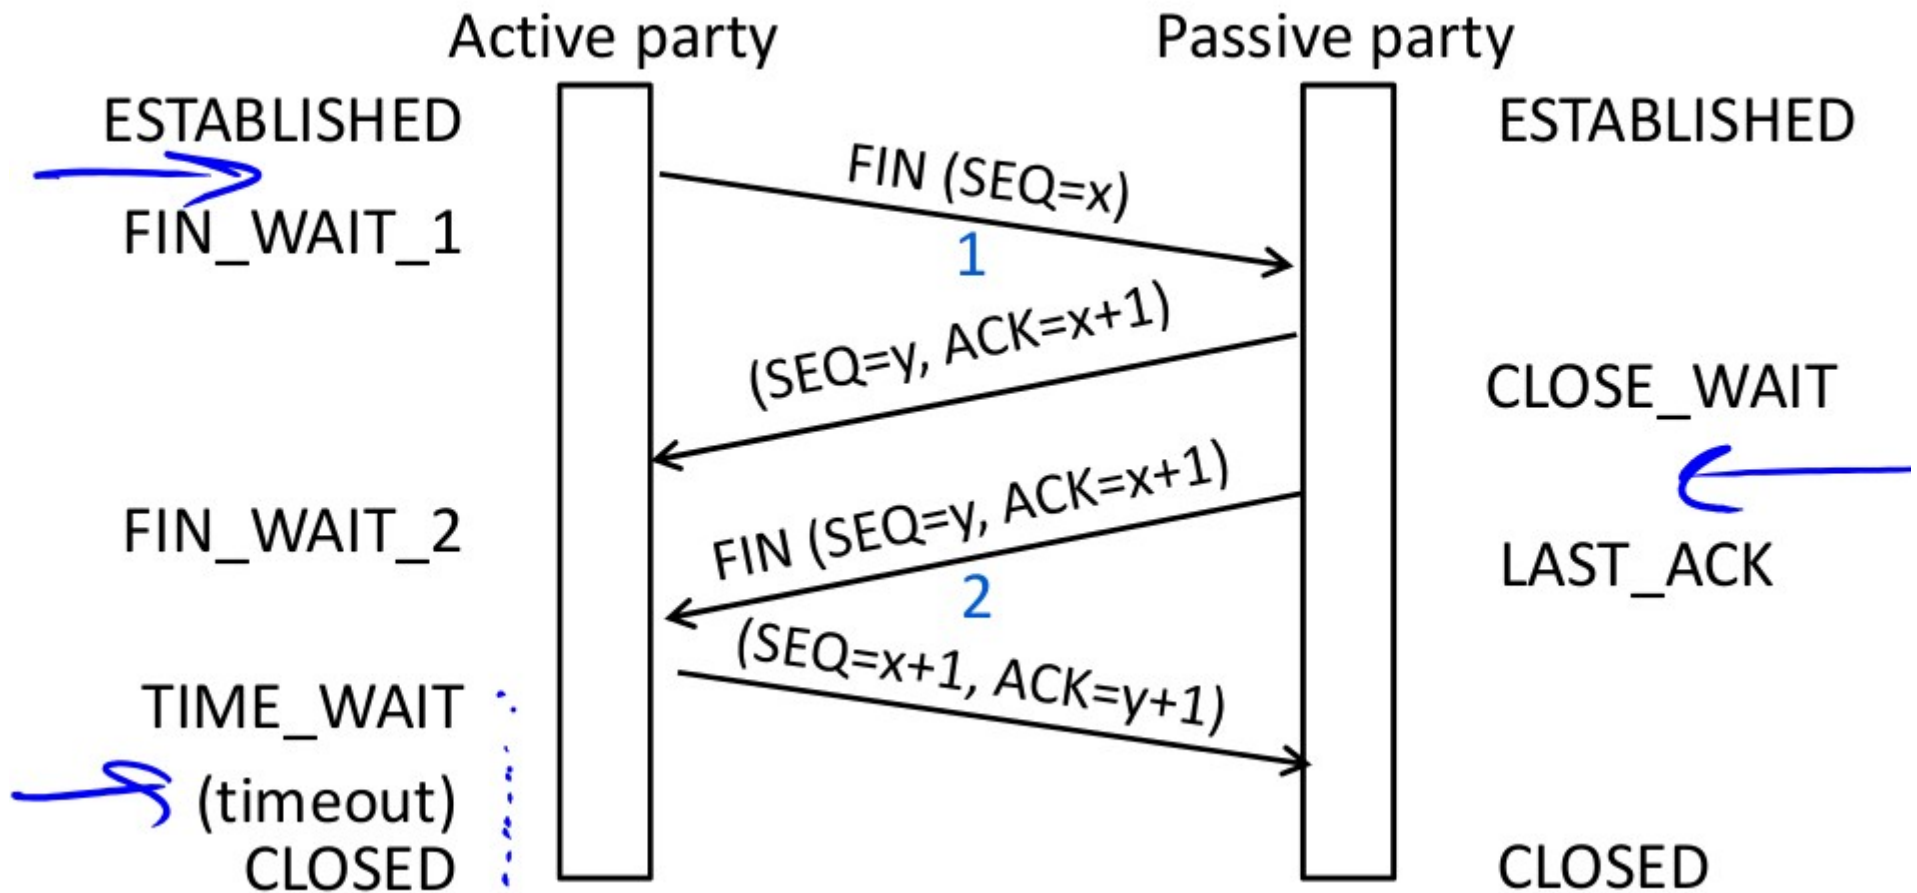 Active party
Passive party
ESTABLISHED
ESTABLISHED
FIN (SEQ=x)
FIN_WAIT_1
1
(SEQ=y, ACK=x+1)
CLOSE_WAIT
FIN (SEQ=y, ACK=x+1)
FIN_WAIT_2
LAST_ACK
2
(SEQ=x+1, ACK=y+1)
TIME_WAIT
(timeout)
CLOSED
CLOSED